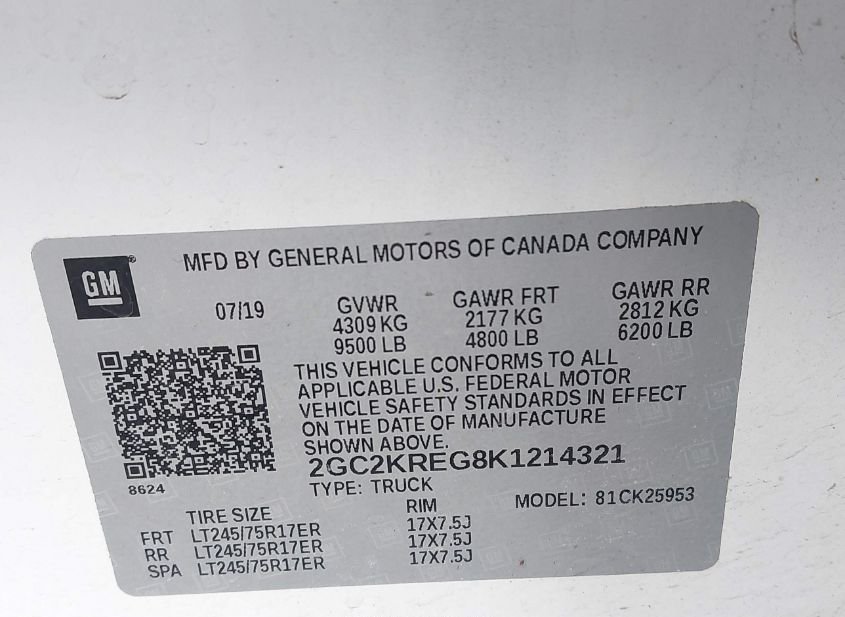 GM
MFD BY GENERAL MOTORS OF CANADA COMPANY
07/19 GVWR GAWR FRT GAWR RR
4309 KG 2177 KG 2812 KG
9500 LB 4800 LB 6200 LB
THIS VEHICLE CONFORMS TO ALL
APPLICABLE U.S. FEDERAL MOTOR
VEHICLE SAFETY STANDARDS IN EFFECT
ON THE DATE OF MANUFACTURE
SHOWN ABOVE.
2GC2KREG8K1214321
8624
TYPE: TRUCK MODEL: 81CK25953
TIRE SIZE RIM
FRT LT245/75R17ER 17X7.5J
RR LT245/75R17ER 17X7.5J
SPA LT245/75R17ER 17X7.5J